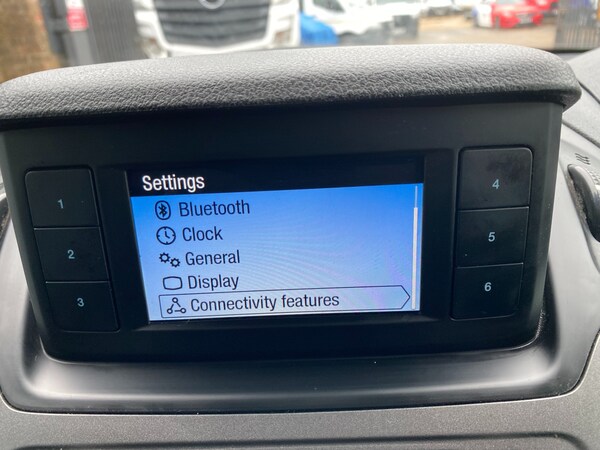 Settings
Bluetooth
Clock
General
Display
Connectivity features
1
2
3
4
5
6